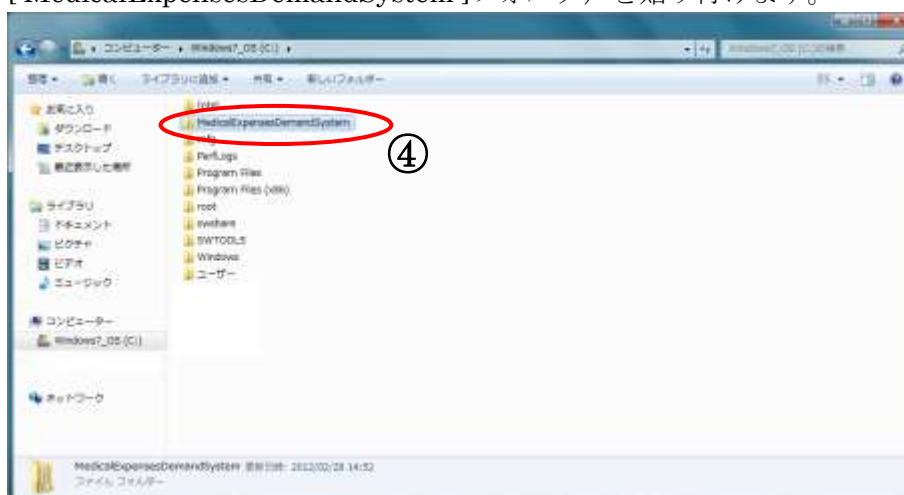 [MedicalExpensesDemandSystem]フォルダ を貼り付けます。
コンピューター ▸ Windows7_OS (C:) ▸
整理 ▾ 開く ライブラリに追加 ▾ 共有 ▾ 新しいフォルダー
お気に入り
ダウンロード
デスクトップ
最近表示した場所
ライブラリ
ドキュメント
ピクチャ
ビデオ
ミュージック
コンピューター
Windows7_OS (C:)
ネットワーク
Intel
MedicalExpensesDemandSystem
mfg
PerfLogs
Program Files
Program Files (x86)
root
swshare
SWTOOLS
Windows
ユーザー
④
MedicalExpensesDemandSystem 更新日時: 2012/02/28 14:52
ファイル フォルダー